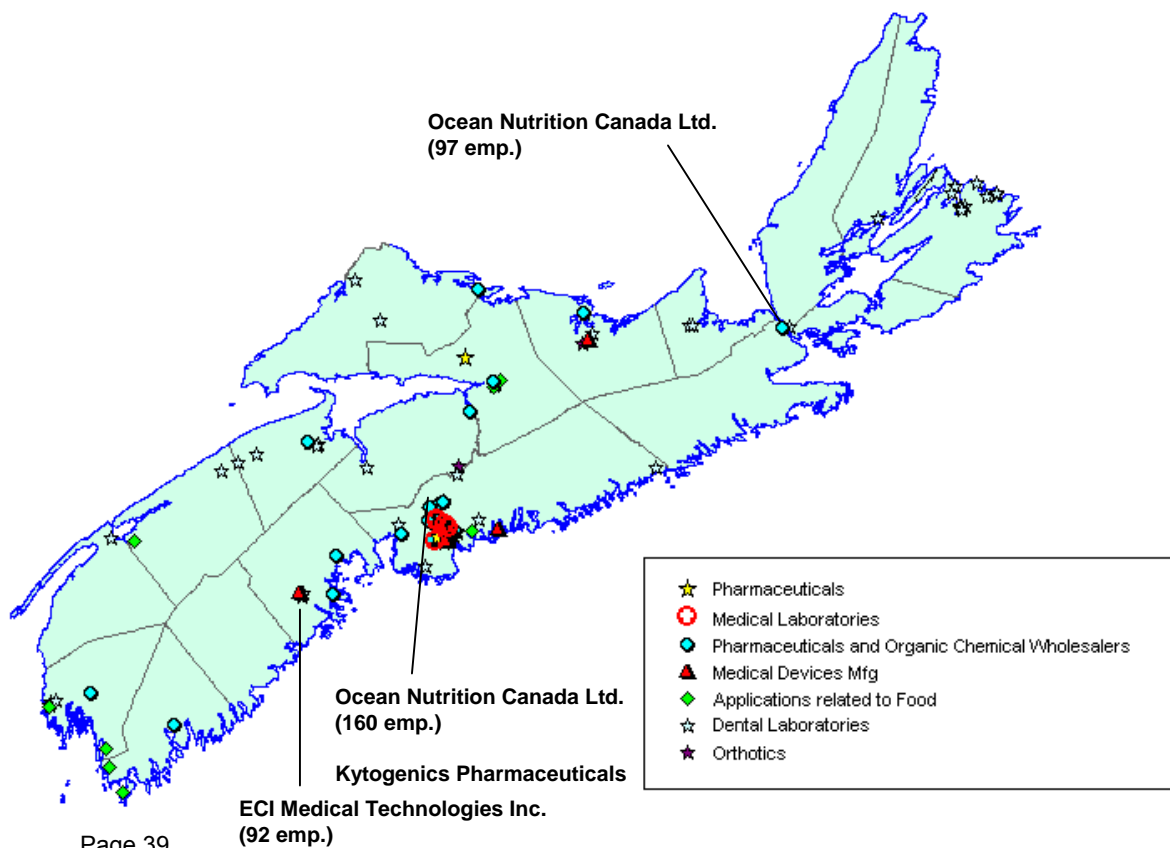 Ocean Nutrition Canada Ltd.
(97 emp.)
Pharmaceuticals
Medical Laboratories
Pharmaceuticals and Organic Chemical Wholesalers
Medical Devices Mfg
Applications related to Food
Dental Laboratories
Orthotics
Ocean Nutrition Canada Ltd.
(160 emp.)
Kytogenics Pharmaceuticals
ECI Medical Technologies Inc.
(92 emp.)
Page 39